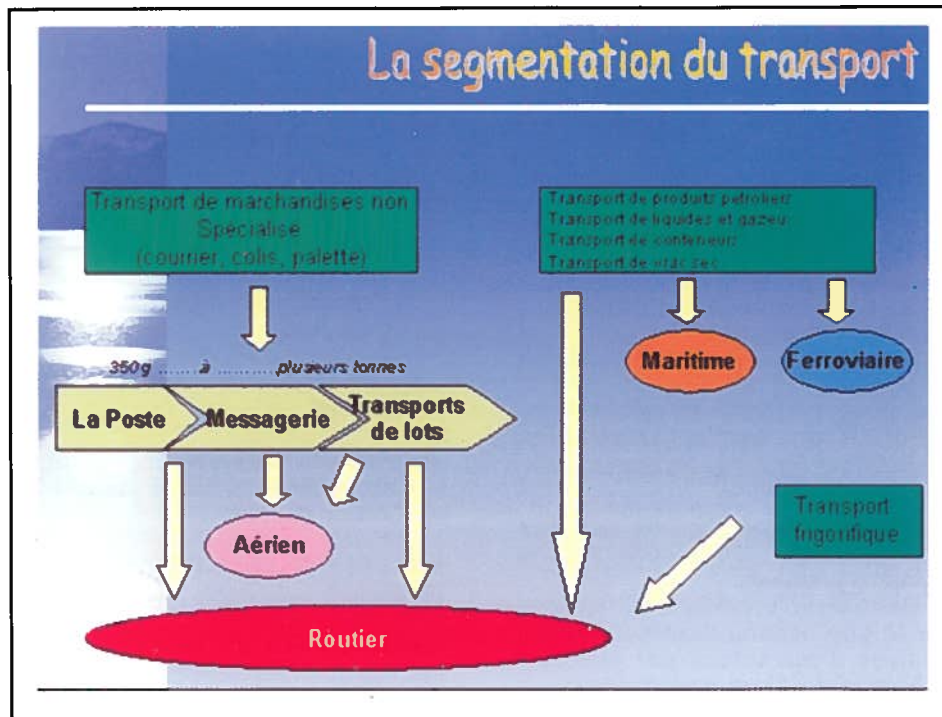 La segmentation du transport
Transport de marchandises non
Spécialisé
(courrier, colis, palette)
Transport de produits petroliers
Transport de liquides et gazeux
Transport de conteneurs
Transport de vrac sec
Maritime
Ferroviaire
350g ...... à .......... plusieurs tonnes
La Poste
Messagerie
Transports
de lots
Aérien
Transport
frigorifique
Routier